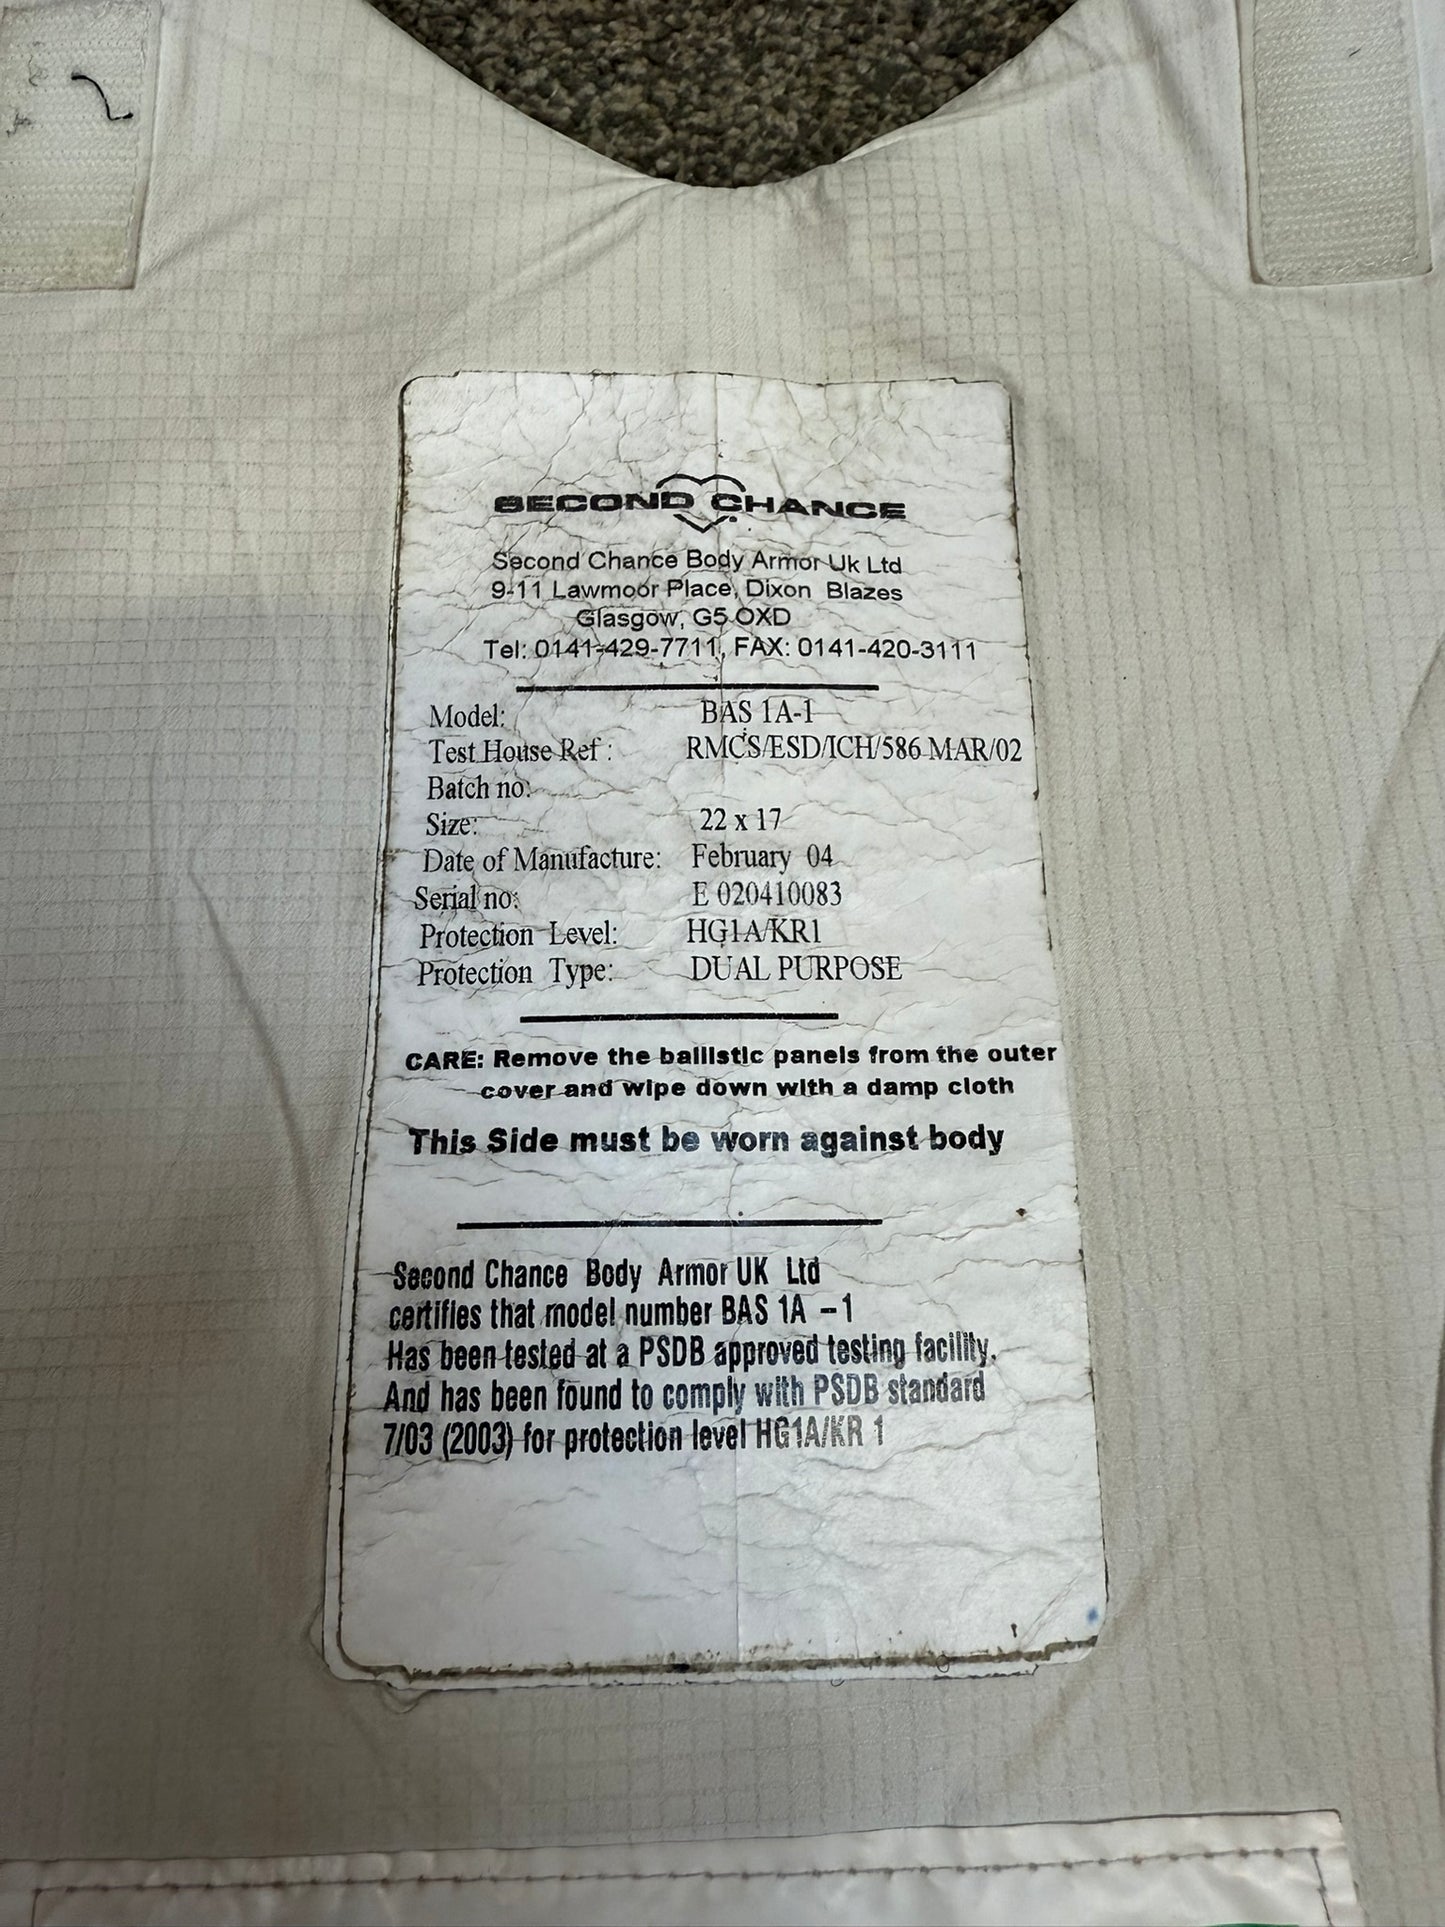 SECOND CHANCE
Second Chance Body Armor Uk Ltd
9-11 Lawmoor Place, Dixon Blazes
Glasgow, G5 OXD
Tel: 0141-429-7711, FAX: 0141-420-3111
Model: BAS 1A-1
Test House Ref : RMCS/ESD/ICH/586 MAR/02
Batch no:
Size: 22 x 17
Date of Manufacture: February 04
Serial no: E 020410083
Protection Level: HG1A/KR1
Protection Type: DUAL PURPOSE
CARE: Remove the ballistic panels from the outer
cover and wipe down with a damp cloth
This Side must be worn against body
Second Chance Body Armor UK Ltd
certifies that model number BAS 1A -1
Has been tested at a PSDB approved testing facility.
And has been found to comply with PSDB standard
7/03 (2003) for protection level HG1A/KR 1